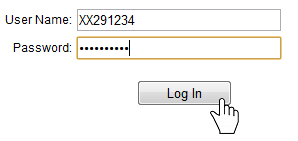 User Name: XX291234
Password: ••••••••••
Log In